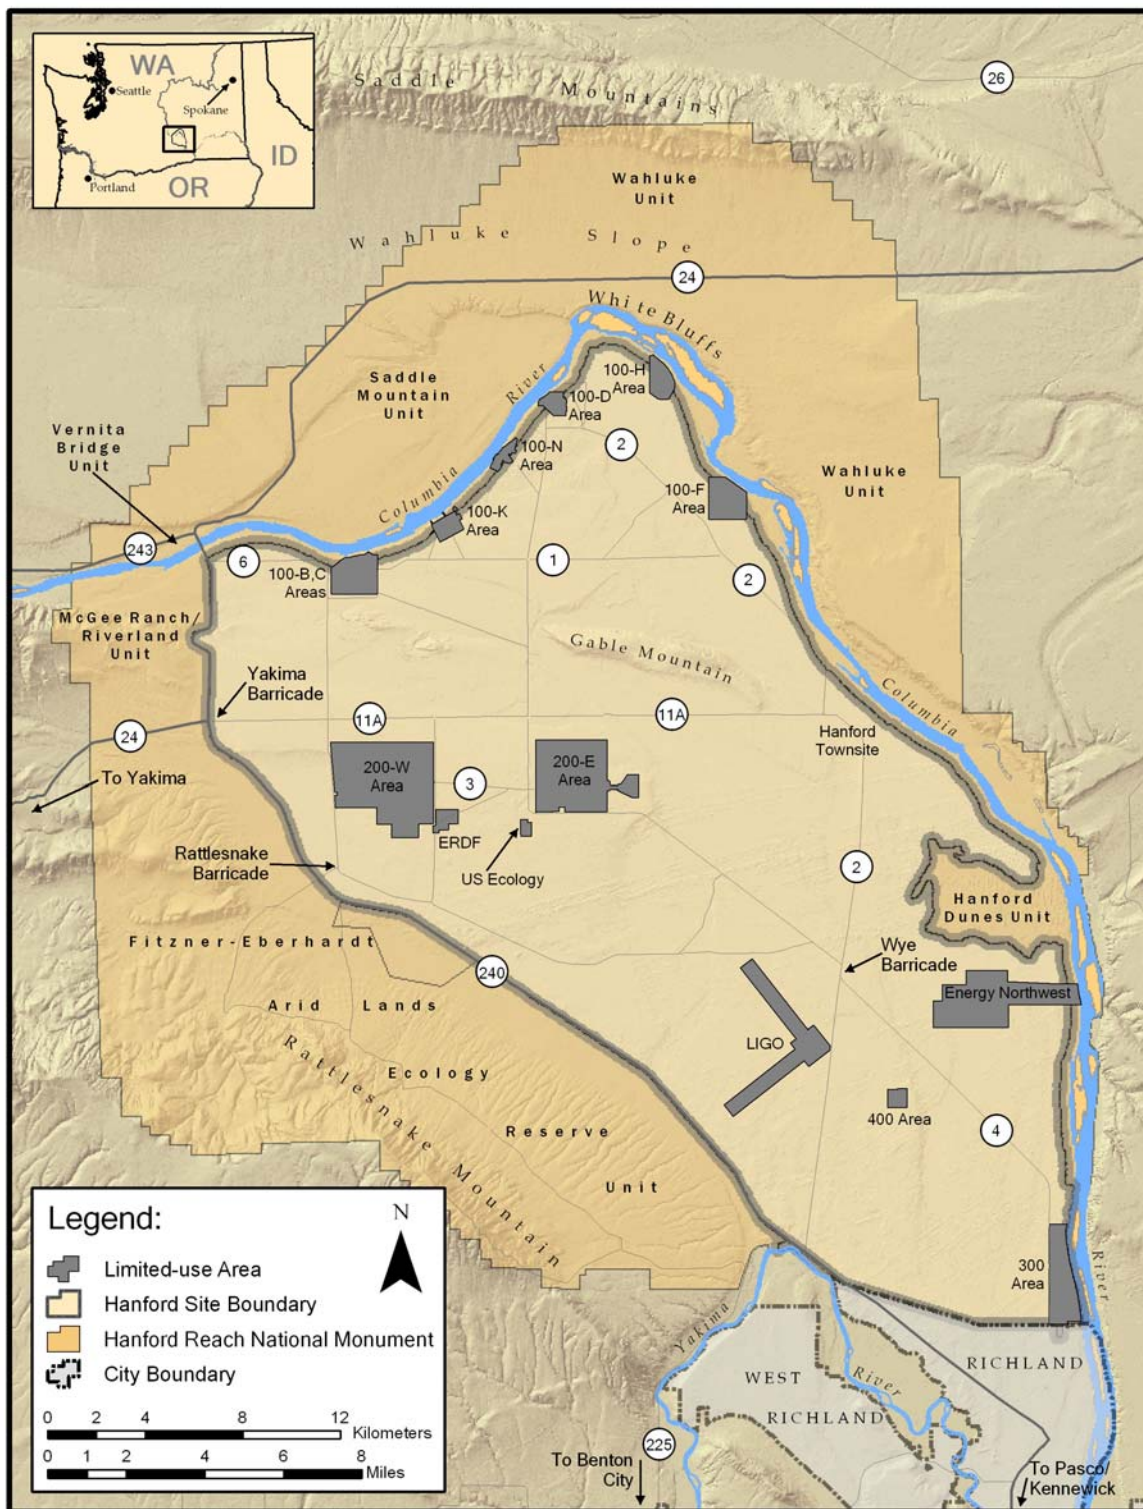 WA
Seattle
Spokane
ID
Portland
OR
Saddle Mountains
26
Wahluke
Unit
Wahluke Slope
24
White Bluffs
Saddle
Mountain
Unit
River
100-H
Area
100-D
Area
2
Vernita
Bridge
Unit
100-N
Area
Columbia
Wahluke
Unit
100-F
Area
100-K
Area
243
6
1
2
100-B,C
Areas
McGee Ranch/
Riverland
Unit
Gable Mountain
Yakima
Barricade
Columbia
11A
11A
24
Hanford
Townsite
To Yakima
200-W
Area
3
200-E
Area
ERDF
US Ecology
Rattlesnake
Barricade
2
Hanford
Dunes Unit
Fitzner-Eberhardt
Wye
Barricade
240
Energy Northwest
Arid Lands
LIGO
Ecology
Rattlesnake Mountain
400 Area
4
Reserve
Unit
Legend:
N
Limited-use Area
Hanford Site Boundary
Hanford Reach National Monument
City Boundary
0 2 4 8 12
Kilometers
0 1 2 4 6 8
Miles
300
Area
River
Yakima
River
WEST
RICHLAND
RICHLAND
225
To Benton
City
To Pasco/
Kennewick